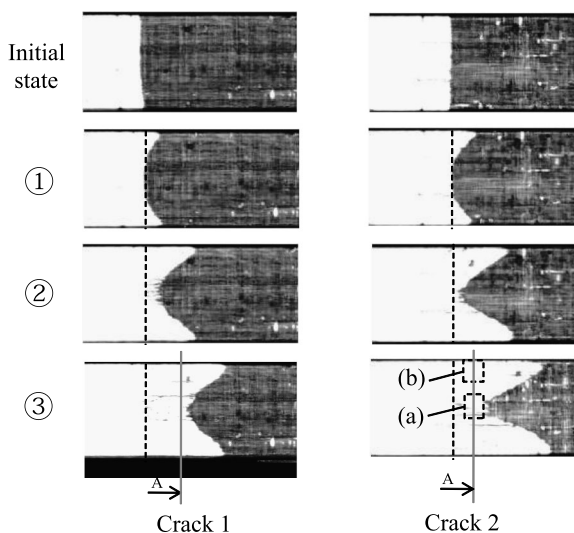 Initial
state
①
②
③
(b)
(a)
A
A
Crack 1
Crack 2